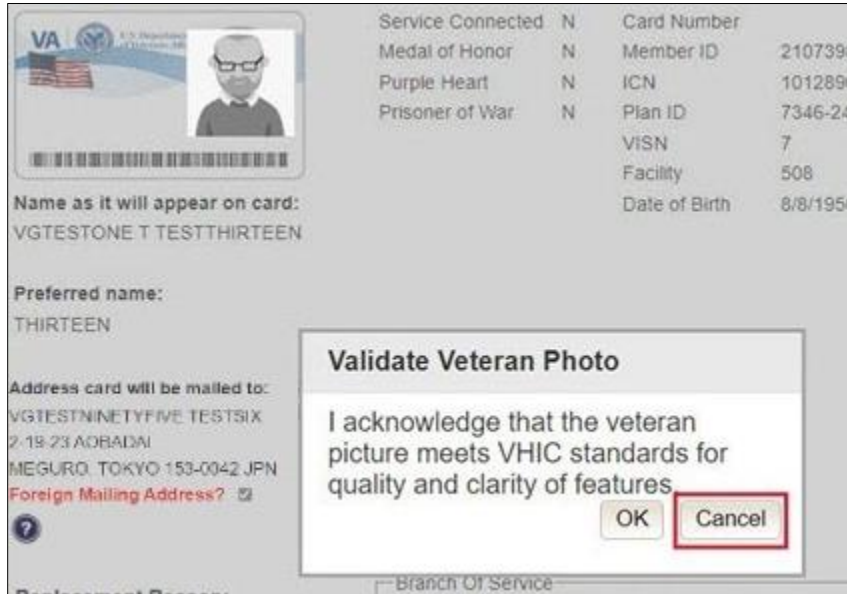 VA
Service Connected N Card Number
Medal of Honor N Member ID 2107398
Purple Heart N ICN 1012890
Prisoner of War N Plan ID 7346-24
VISN 7
Facility 508
Date of Birth 8/8/195
Name as it will appear on card:
VGTESTONE T TESTTHIRTEEN
Preferred name:
THIRTEEN
Address card will be mailed to:
VGTESTNINETYFIVE TESTSIX
2-19-23 AOBADAI
MEGURO, TOKYO 153-0042 JPN
Foreign Mailing Address?
?
Validate Veteran Photo
I acknowledge that the veteran
picture meets VHIC standards for
quality and clarity of features.
OK Cancel
Branch Of Service